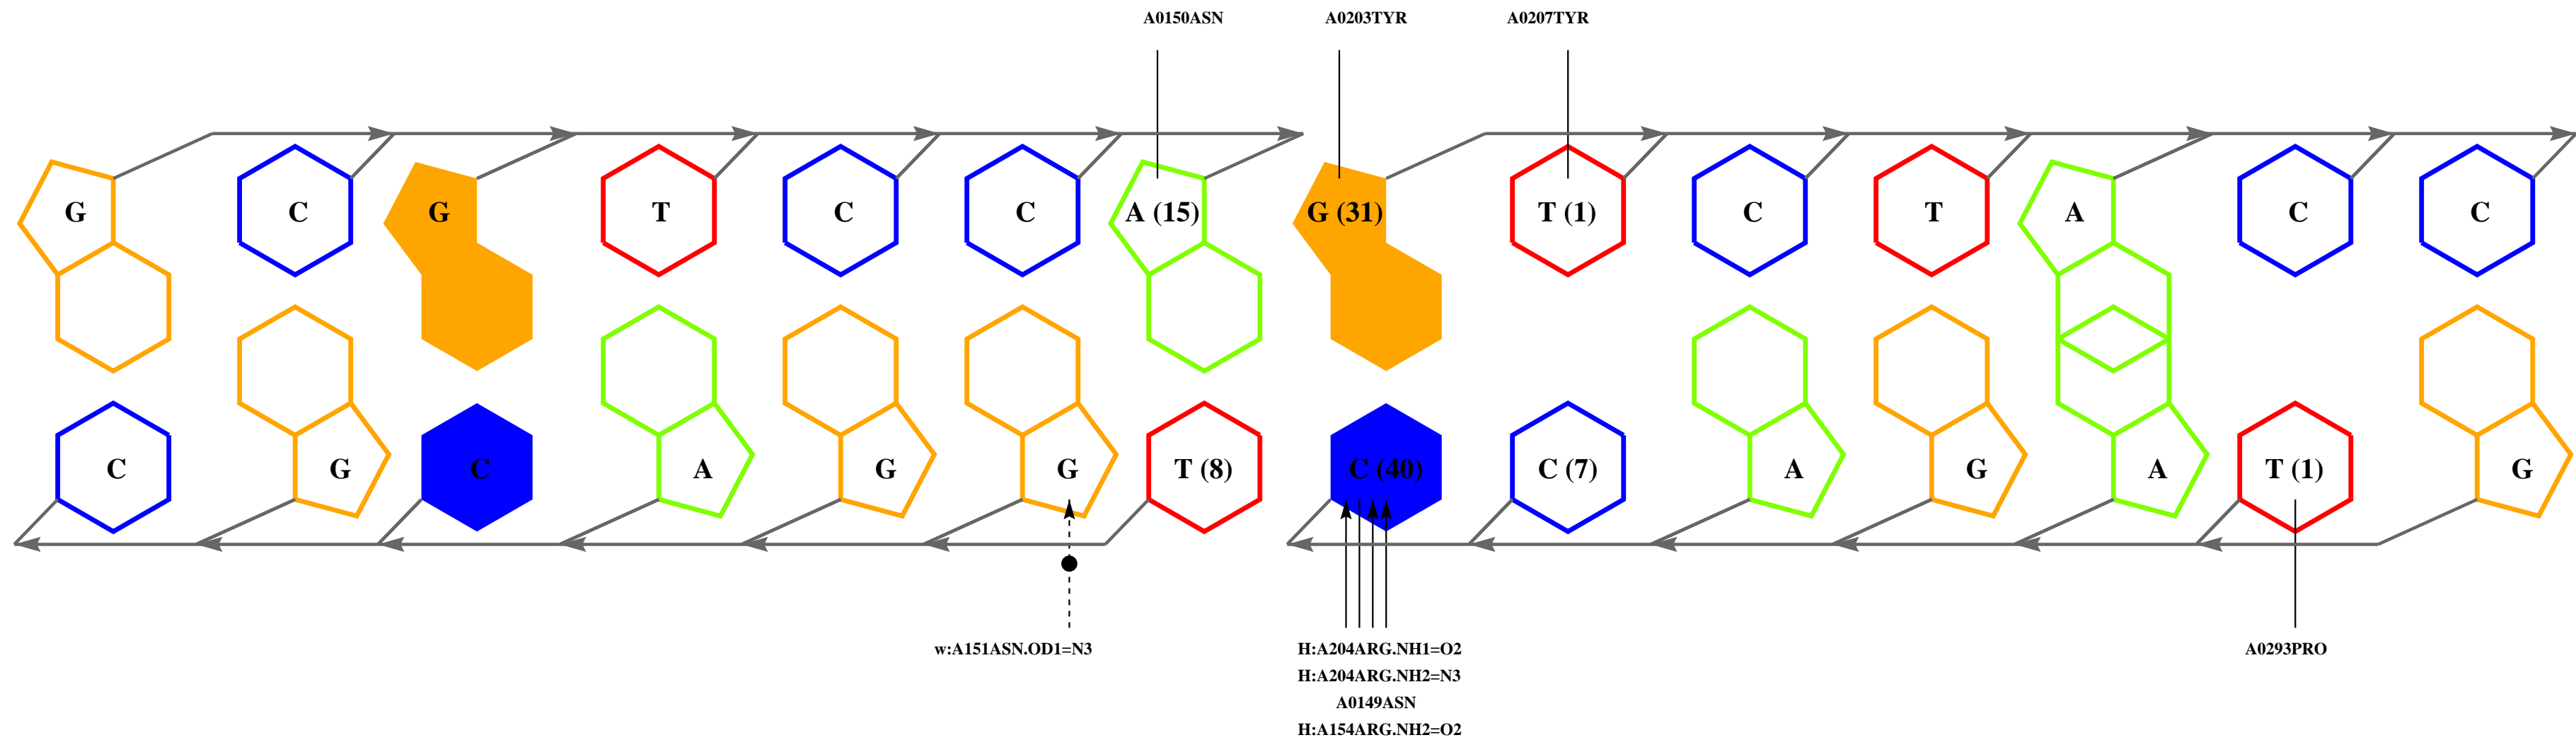 A0150ASN A0203TYR A0207TYR
G C G T C C A (15) G (31) T (1) C T A C C
C G C A G G T (8) C (40) C (7) A G A T (1) G
w:A151ASN.OD1=N3 H:A204ARG.NH1=O2 A0293PRO
H:A204ARG.NH2=N3
A0149ASN
H:A154ARG.NH2=O2